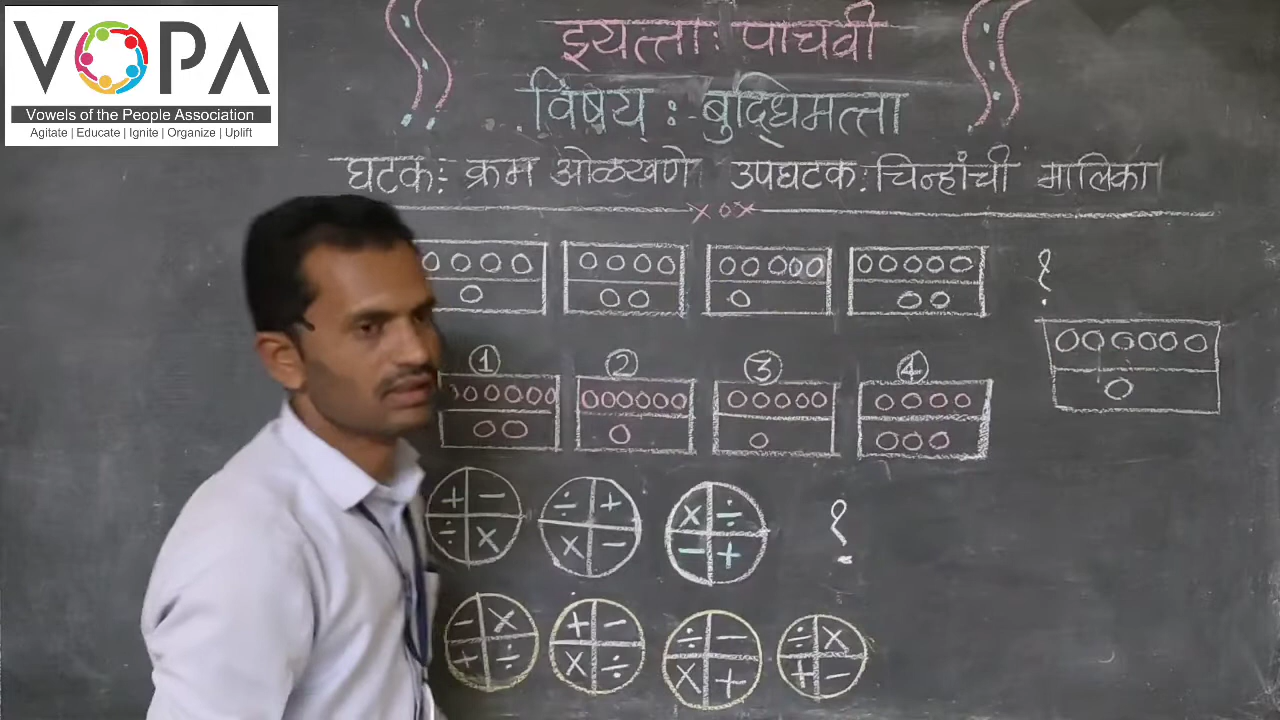 VOPA
Vowels of the People Association
Agitate | Educate | Ignite | Organize | Uplift
इयत्ता: पाचवी
विषय : बुद्धिमत्ता
घटक: क्रम ओळखणे उपघटक: चिन्हांची मालिका
x o x
O O O O
O O O O
O O O O O
O O O O O
?
O
O O
O
O O
O O O O O O
O
1 2 3 4
O O O O O O
O O O O O O
O O O O O
O O O O
O O
O
O
O O O
+ − ÷ + × ÷ ?
÷ × × − − +
− × + − ÷ − ÷ ×
+ ÷ × ÷ × + + −